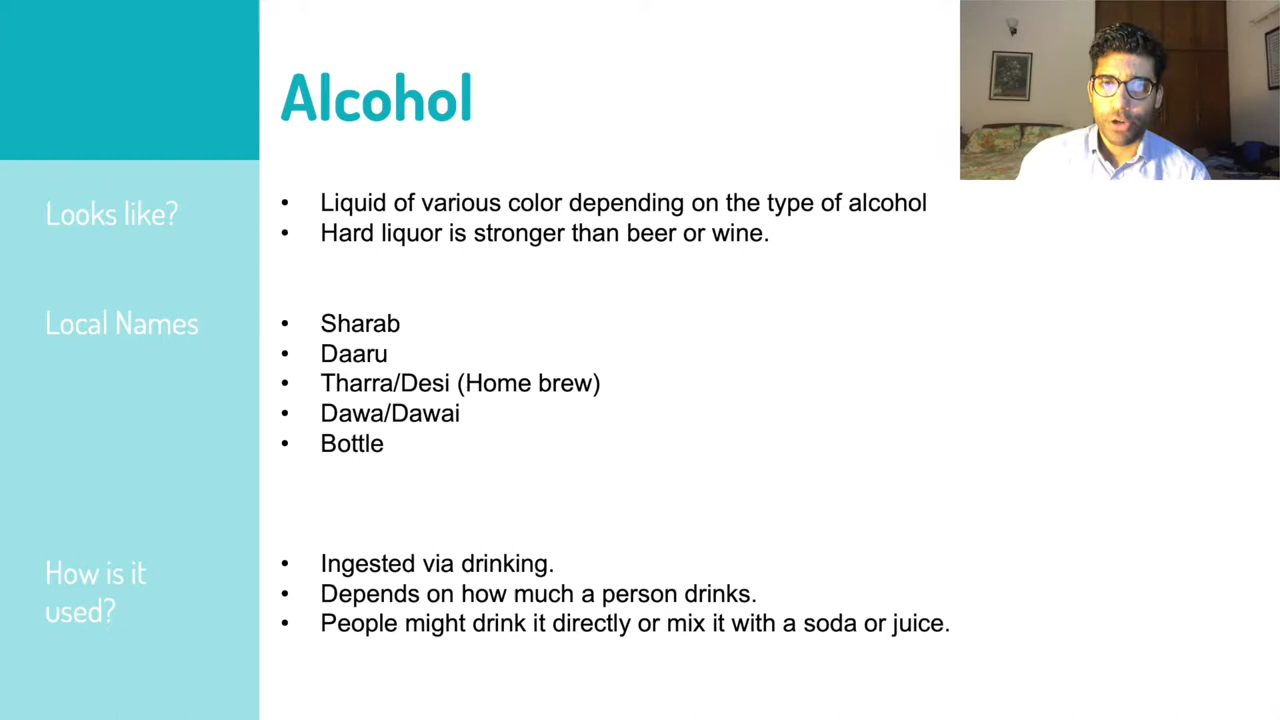 Alcohol
Looks like?
• Liquid of various color depending on the type of alcohol
• Hard liquor is stronger than beer or wine.
Local Names
• Sharab
• Daaru
• Tharra/Desi (Home brew)
• Dawa/Dawai
• Bottle
How is it
used?
• Ingested via drinking.
• Depends on how much a person drinks.
• People might drink it directly or mix it with a soda or juice.